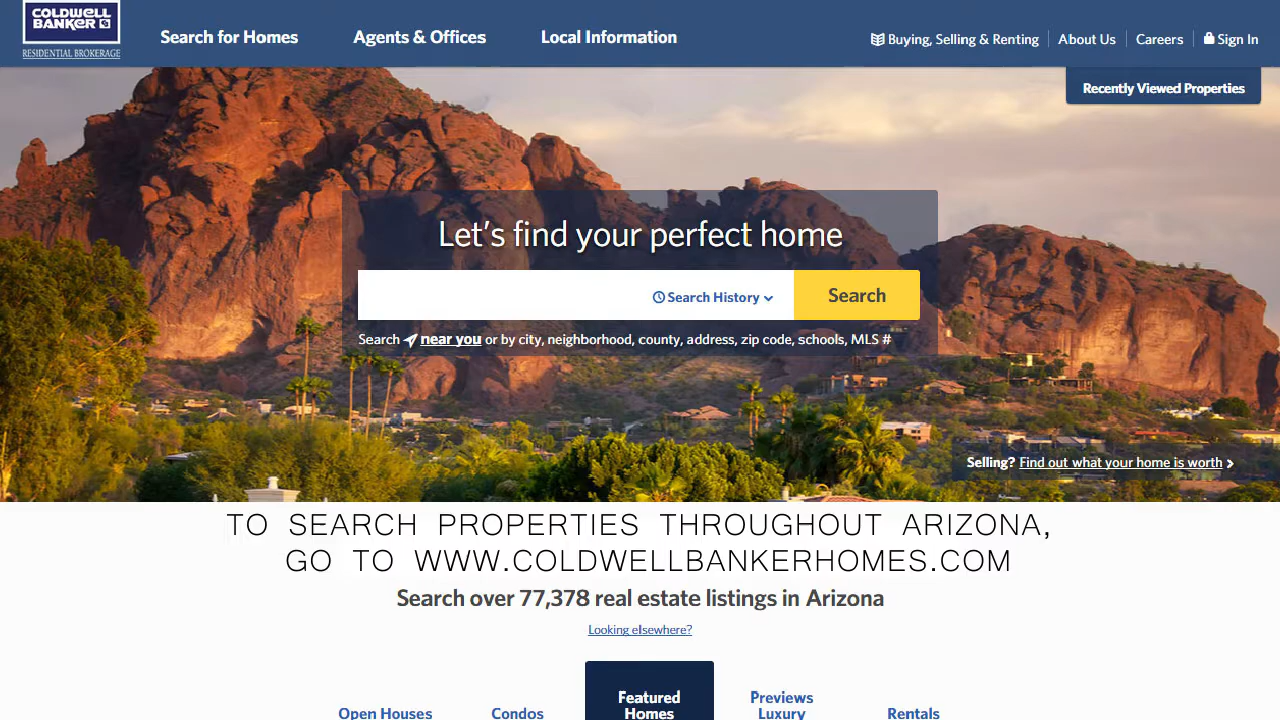 COLDWELL
BANKER
RESIDENTIAL BROKERAGE
Search for Homes
Agents & Offices
Local Information
Buying, Selling & Renting
About Us
Careers
Sign In
Recently Viewed Properties
Let's find your perfect home
Search History
Search
Search near you or by city, neighborhood, county, address, zip code, schools, MLS #
Selling? Find out what your home is worth
TO SEARCH PROPERTIES THROUGHOUT ARIZONA,
GO TO WWW.COLDWELLBANKERHOMES.COM
Search over 77,378 real estate listings in Arizona
Looking elsewhere?
Open Houses
Condos
Featured
Homes
Previews
Luxury
Rentals